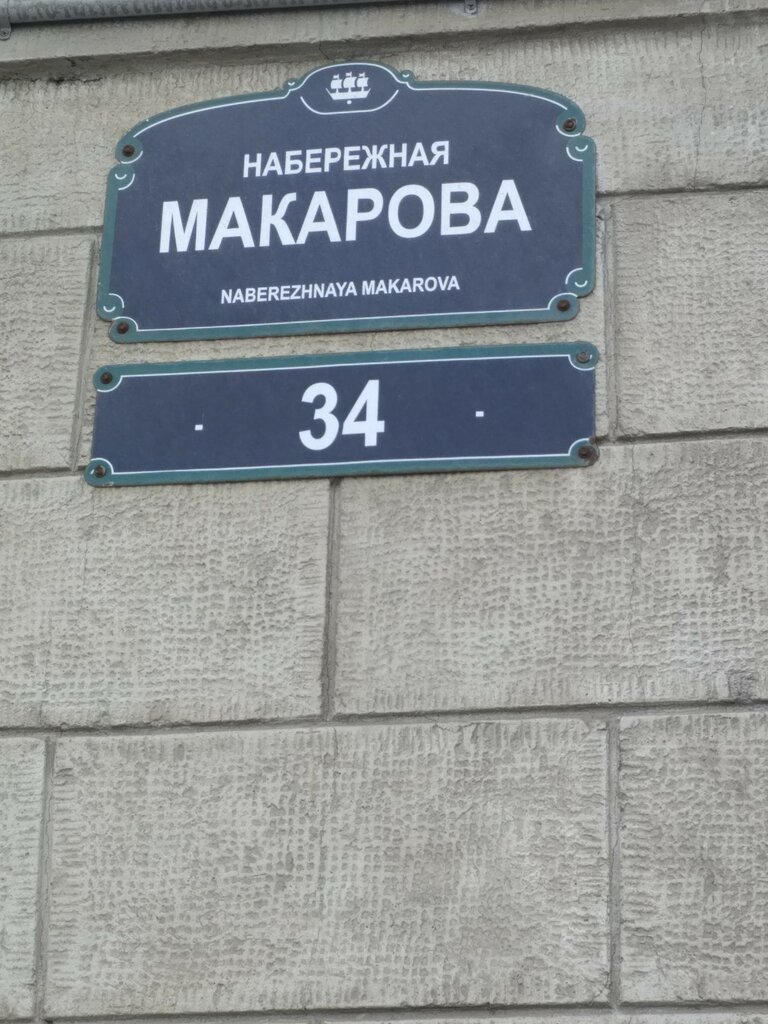 НАБЕРЕЖНАЯ
МАКАРОВА
NABEREZHNAYA MAKAROVA
- 34 -